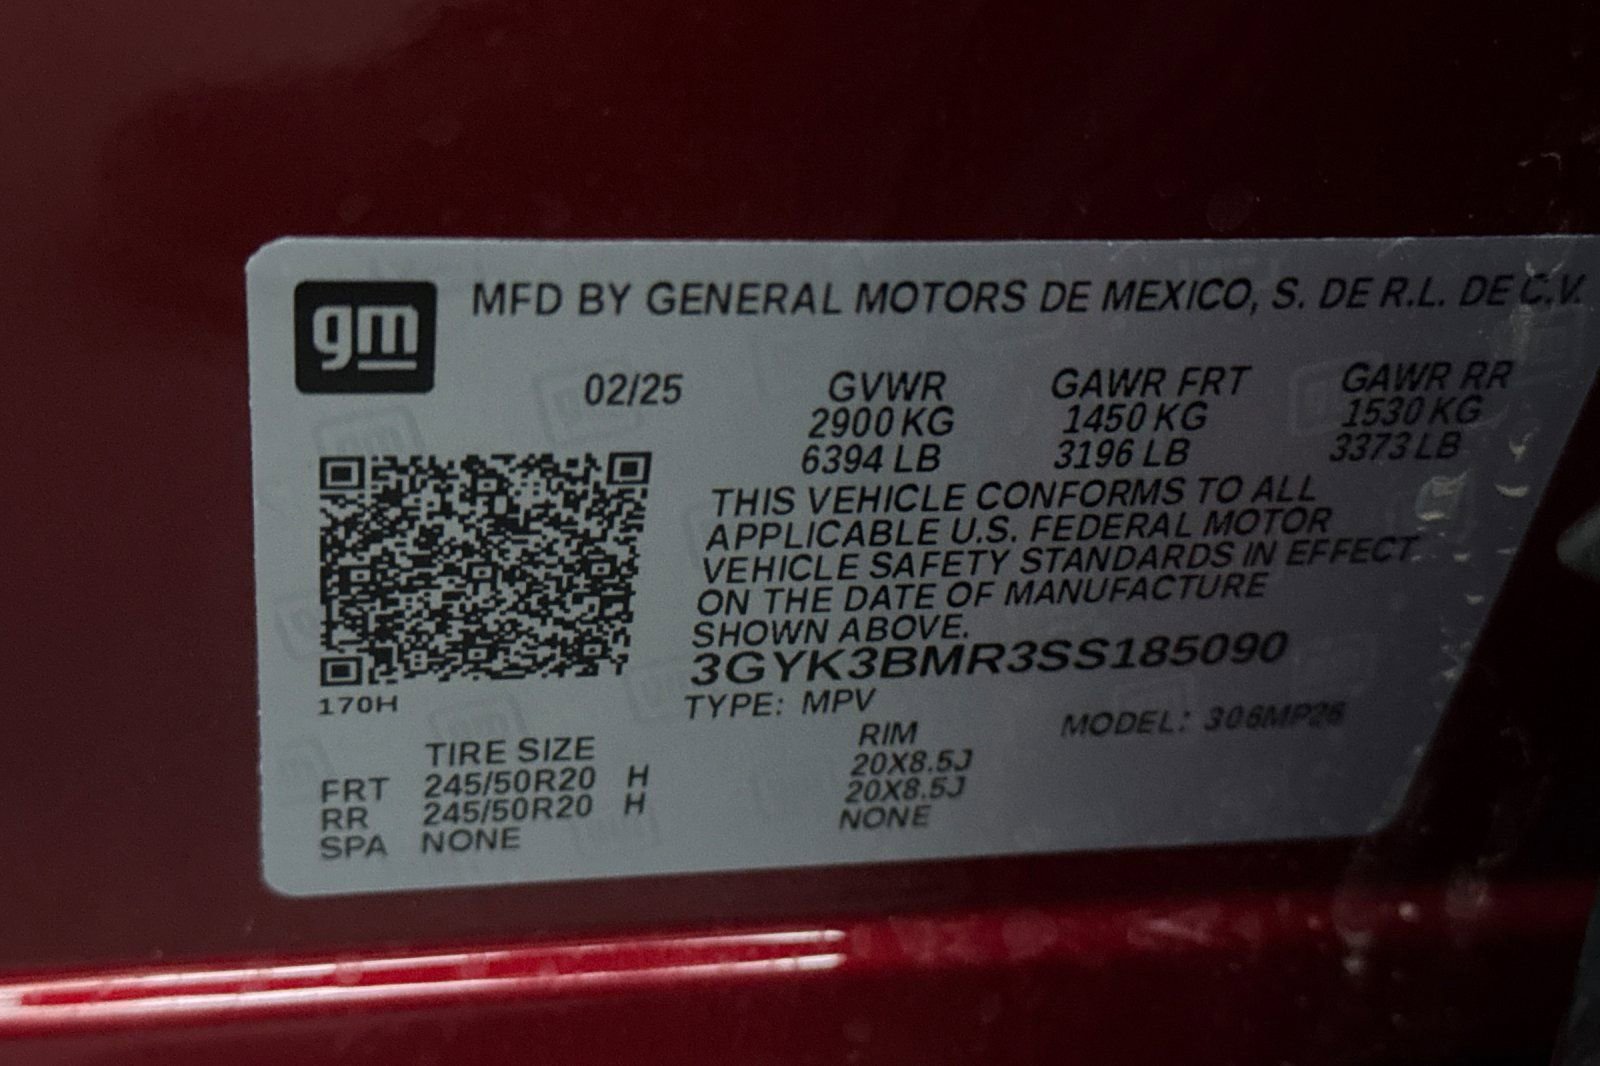 gm
MFD BY GENERAL MOTORS DE MEXICO, S. DE R.L. DE C.V.
02/25 GVWR GAWR FRT GAWR RR
2900 KG 1450 KG 1530 KG
6394 LB 3196 LB 3373 LB
THIS VEHICLE CONFORMS TO ALL
APPLICABLE U.S. FEDERAL MOTOR
VEHICLE SAFETY STANDARDS IN EFFECT
ON THE DATE OF MANUFACTURE
SHOWN ABOVE.
3GYK3BMR3SS185090
170H
TYPE: MPV MODEL: 306MP26
TIRE SIZE RIM
FRT 245/50R20 H 20X8.5J
RR 245/50R20 H 20X8.5J
SPA NONE NONE